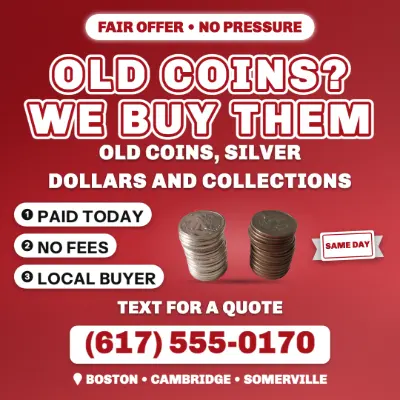 FAIR OFFER • NO PRESSURE
OLD COINS?
WE BUY THEM
OLD COINS, SILVER
DOLLARS AND COLLECTIONS
1 PAID TODAY
2 NO FEES
3 LOCAL BUYER
SAME DAY
TEXT FOR A QUOTE
(617) 555-0170
BOSTON • CAMBRIDGE • SOMERVILLE